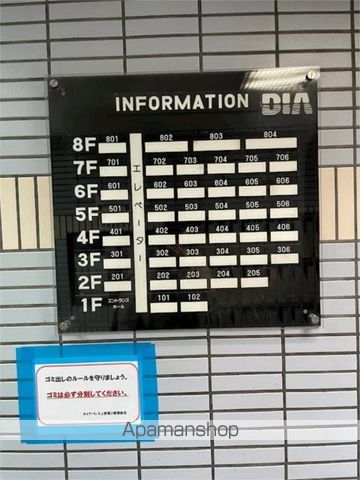 INFORMATION DIA
8F 801 802 803 804
7F 701 702 703 704 705 706
6F 601 602 603 604 605 606
5F 501 502 503 504 505 506
4F 401 402 303 404 405 406
3F 301 302 303 304 305 306
2F 201 202 203 204 205
1F エントランスホール 101 102
エレベーター
ゴミ出しのルールを守りましょう。
ゴミは必ず分別してください。
Apamanshop